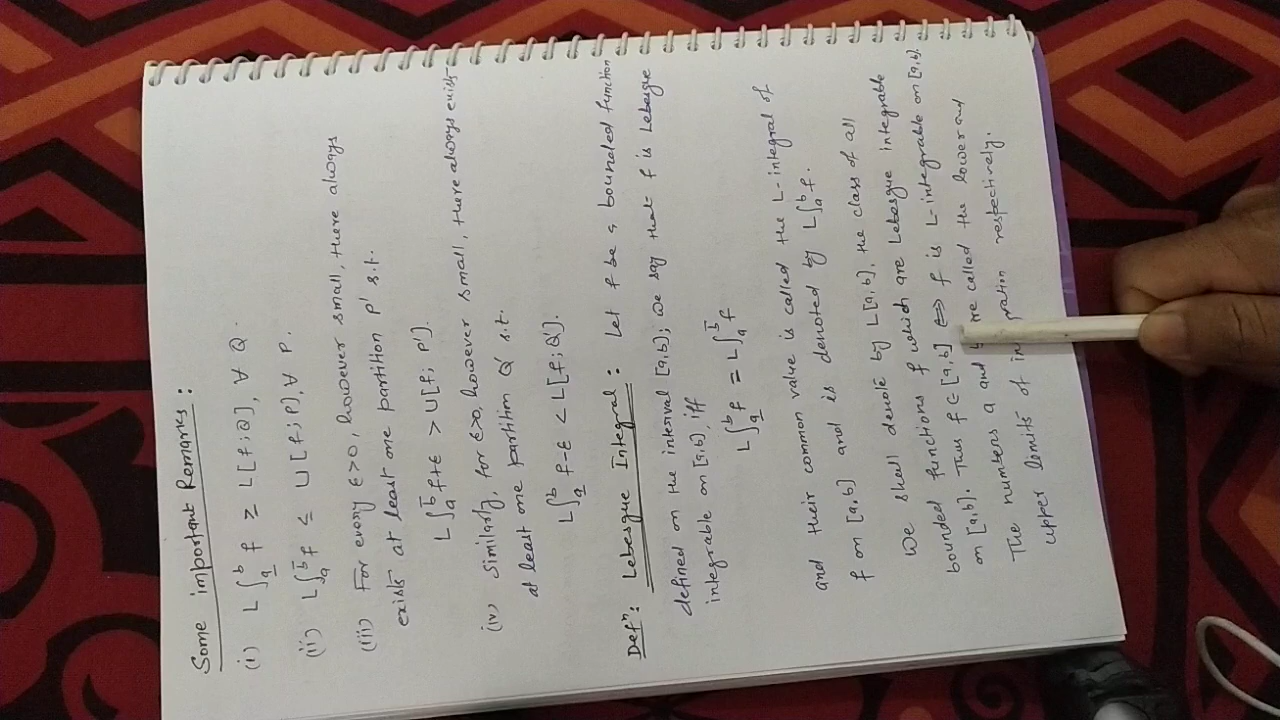 Some important Remarks :
(i) L∫_a̲^b f ≥ L[f;Q], ∀ Q.
(ii) L∫_a^b̄ f ≤ U[f;P], ∀ P.
(iii) For every ε>0, however small, there always
exists at least one partition P' s.t.
L∫_a^b̄ f+ε > U[f; P'].
(iv) Similarly, for ε>0, however small, there always exists
at least one partition Q' s.t.
L∫_a̲^b f-ε < L[f;Q'].
Defⁿ: Lebesgue Integral : Let f be a bounded function
defined on the interval [a,b]; we say that f is Lebesgue
integrable on [a,b], iff
L∫_a̲^b f = L∫_a^b̄ f
and their common value is called the L-integral of
f on [a,b] and is denoted by L∫_a^b f.
We shall denote by L[a,b], the class of all
bounded functions f which are Lebesgue integrable
on [a,b]. Thus f ∈ [a,b] ⇔ f is L-integrable on [a,b].
The numbers a and are called the lower and
upper limits of respectively.